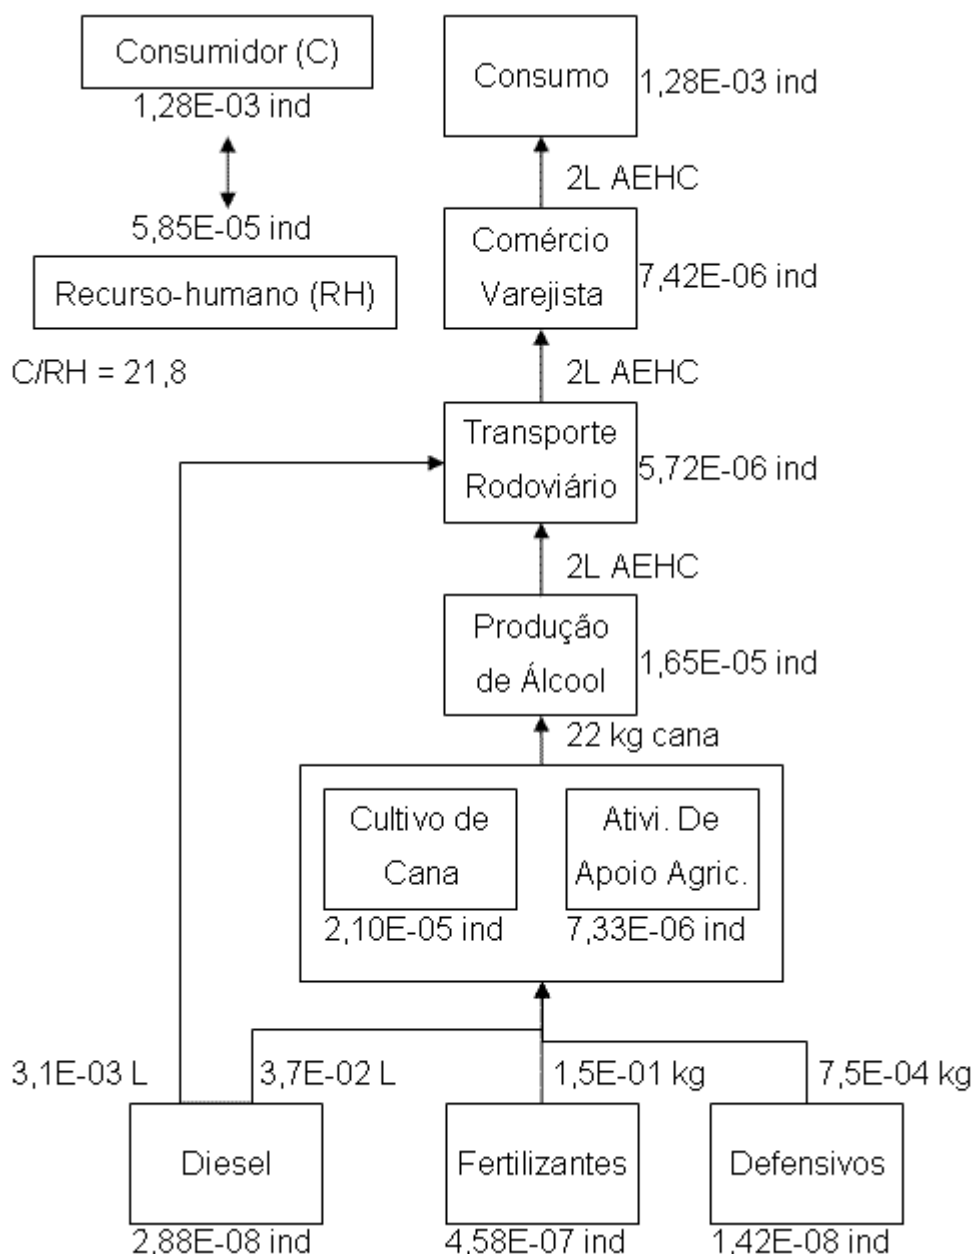 Consumidor (C)
1,28E-03 ind
5,85E-05 ind
Recurso-humano (RH)
C/RH = 21,8
Consumo
1,28E-03 ind
2L AEHC
Comércio
Varejista
7,42E-06 ind
2L AEHC
Transporte
Rodoviário
5,72E-06 ind
2L AEHC
Produção
de Álcool
1,65E-05 ind
22 kg cana
Cultivo de
Cana
2,10E-05 ind
Ativi. De
Apoio Agric.
7,33E-06 ind
3,1E-03 L
3,7E-02 L
1,5E-01 kg
7,5E-04 kg
Diesel
2,88E-08 ind
Fertilizantes
4,58E-07 ind
Defensivos
1,42E-08 ind